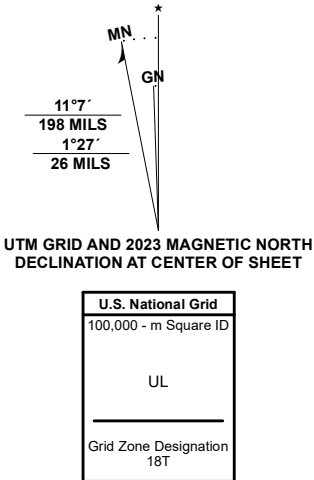 ★
MN
GN
11°7´
198 MILS
1°27´
26 MILS
UTM GRID AND 2023 MAGNETIC NORTH
DECLINATION AT CENTER OF SHEET
U.S. National Grid
100,000 - m Square ID
UL
Grid Zone Designation
18T